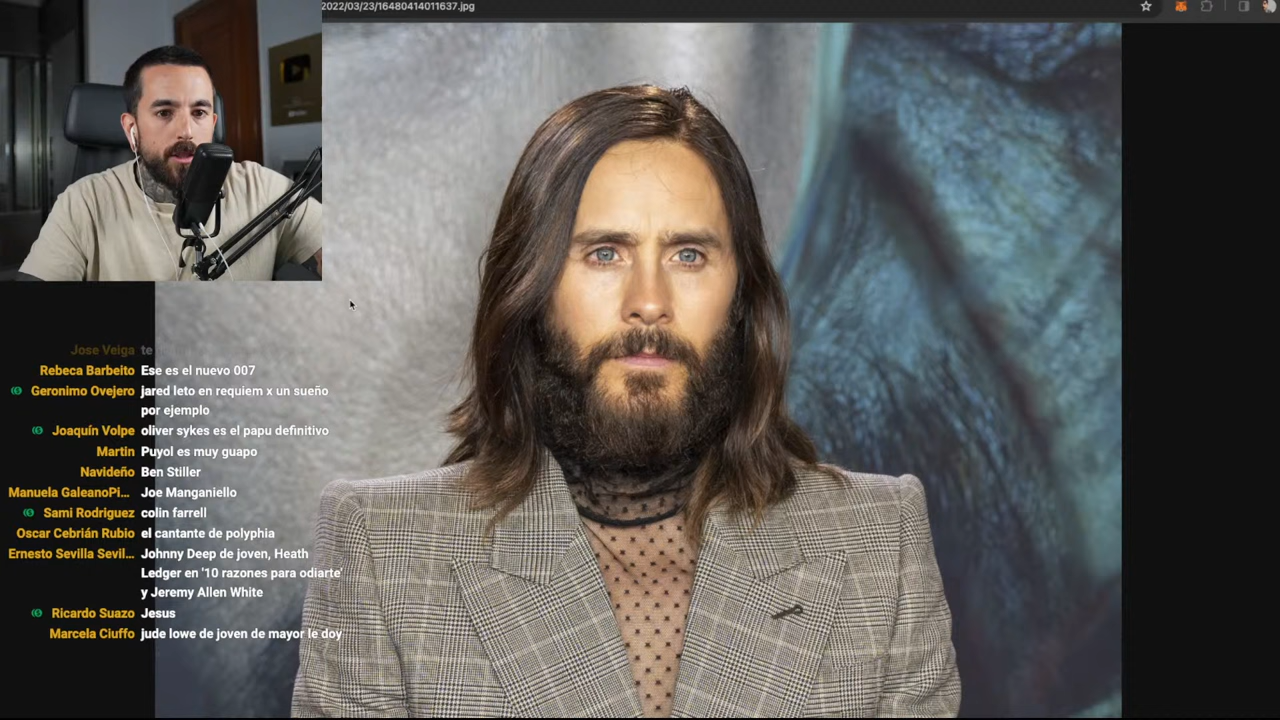 2022/03/23/16480414011637.jpg
Jose Veiga te
Rebeca Barbeito Ese es el nuevo 007
Geronimo Ovejero jared leto en requiem x un sueño
por ejemplo
Joaquín Volpe oliver sykes es el papu definitivo
Martin Puyol es muy guapo
Navideño Ben Stiller
Manuela GaleanoPi... Joe Manganiello
Sami Rodriguez colin farrell
Oscar Cebrián Rubio el cantante de polyphia
Ernesto Sevilla Sevil... Johnny Deep de joven, Heath
Ledger en '10 razones para odiarte'
y Jeremy Allen White
Ricardo Suazo Jesus
Marcela Ciuffo jude lowe de joven de mayor le doy